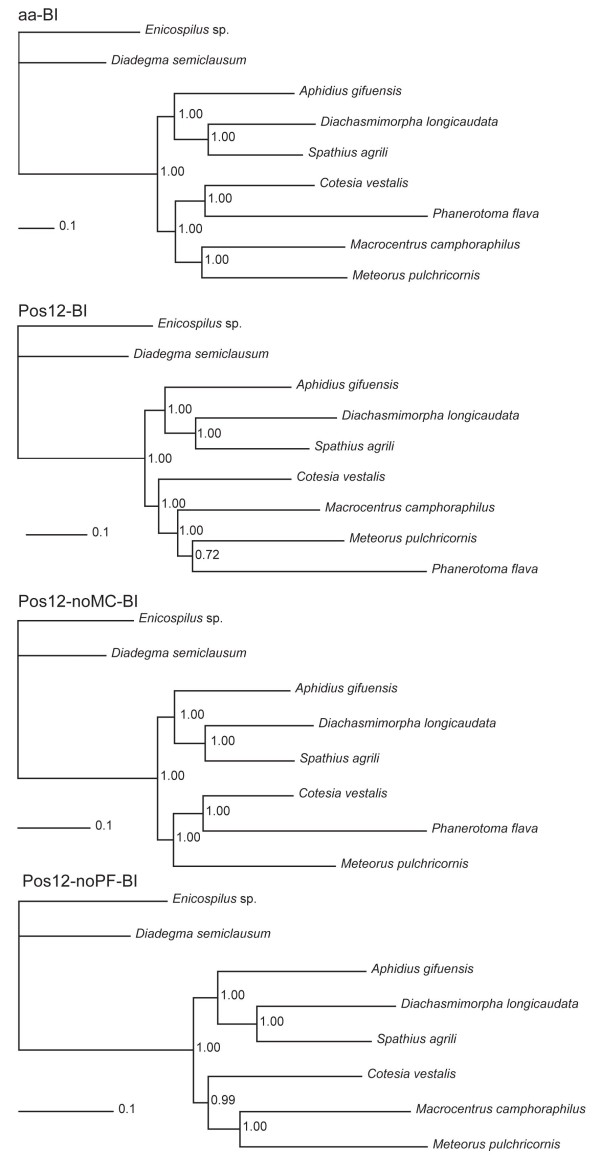 aa-BI
Enicospilus sp.
Diadegma semiclausum
Aphidius gifuensis
1.00
Diachasmimorpha longicaudata
1.00
Spathius agrili
1.00
Cotesia vestalis
1.00
Phanerotoma flava
1.00
0.1
Macrocentrus camphoraphilus
1.00
Meteorus pulchricornis
Pos12-BI
Enicospilus sp.
Diadegma semiclausum
Aphidius gifuensis
1.00
Diachasmimorpha longicaudata
1.00
Spathius agrili
1.00
Cotesia vestalis
1.00
Macrocentrus camphoraphilus
1.00
0.1
Meteorus pulchricornis
0.72
Phanerotoma flava
Pos12-noMC-BI
Enicospilus sp.
Diadegma semiclausum
Aphidius gifuensis
1.00
Diachasmimorpha longicaudata
1.00
Spathius agrili
1.00
Cotesia vestalis
1.00
0.1
Phanerotoma flava
1.00
Meteorus pulchricornis
Pos12-noPF-BI
Enicospilus sp.
Diadegma semiclausum
Aphidius gifuensis
1.00
Diachasmimorpha longicaudata
1.00
Spathius agrili
1.00
Cotesia vestalis
0.99
0.1
Macrocentrus camphoraphilus
1.00
Meteorus pulchricornis